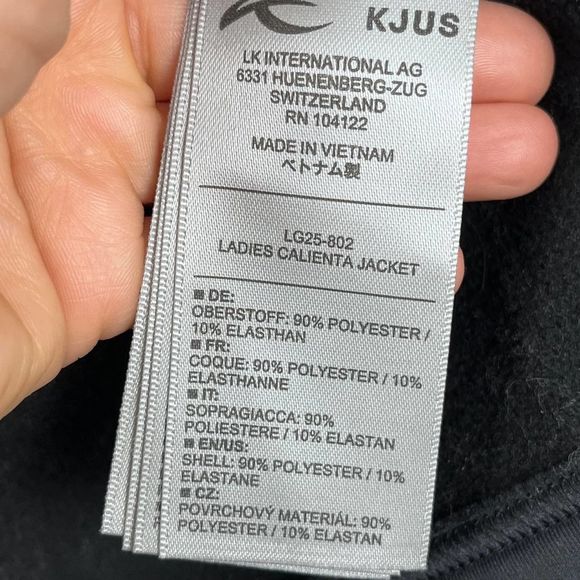 KJUS
LK INTERNATIONAL AG
6331 HUENENBERG-ZUG
SWITZERLAND
RN 104122
MADE IN VIETNAM
ベトナム製
LG25-802
LADIES CALIENTA JACKET
■ DE:
OBERSTOFF: 90% POLYESTER /
10% ELASTHAN
■ FR:
COQUE: 90% POLYESTER / 10%
ELASTHANNE
■ IT:
SOPRAGIACCA: 90%
POLIESTERE / 10% ELASTAN
■ EN/US:
SHELL: 90% POLYESTER / 10%
ELASTANE
■ CZ:
POVRCHOVÝ MATERIÁL: 90%
POLYESTER / 10% ELASTAN